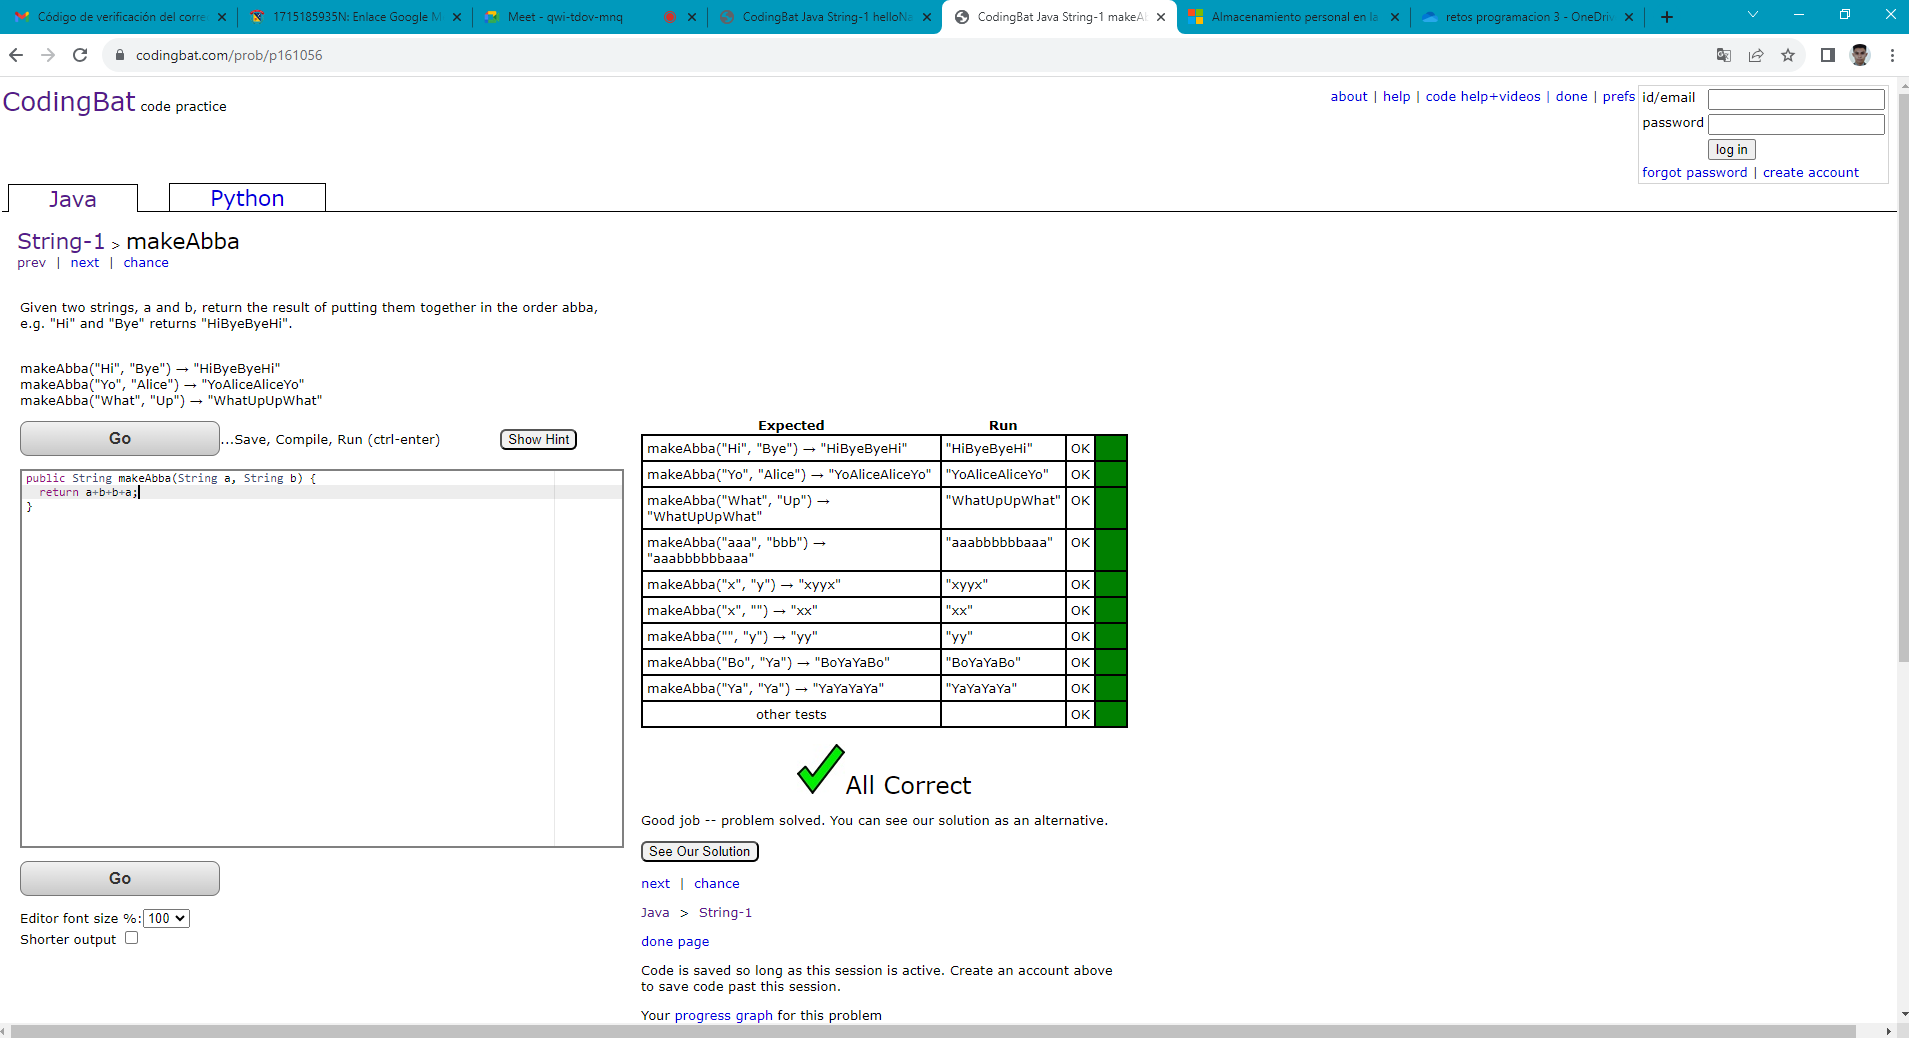 Código de verificación del corre
1715185935N: Enlace Google M
Meet - qwi-tdov-mnq
CodingBat Java String-1 helloNa
CodingBat Java String-1 makeAl
Almacenamiento personal en la
retos programacion 3 - OneDriv
codingbat.com/prob/p161056
CodingBat code practice
about | help | code help+videos | done | prefs
id/email
password
log in
forgot password | create account
Java
Python
String-1 > makeAbba
prev | next | chance
Given two strings, a and b, return the result of putting them together in the order abba,
e.g. "Hi" and "Bye" returns "HiByeByeHi".
makeAbba("Hi", "Bye") → "HiByeByeHi"
makeAbba("Yo", "Alice") → "YoAliceAliceYo"
makeAbba("What", "Up") → "WhatUpUpWhat"
Go
...Save, Compile, Run (ctrl-enter)
Show Hint
public String makeAbba(String a, String b) {
return a+b+b+a;
}
Go
Editor font size %: 100
Shorter output
Expected Run
makeAbba("Hi", "Bye") → "HiByeByeHi" "HiByeByeHi" OK
makeAbba("Yo", "Alice") → "YoAliceAliceYo" "YoAliceAliceYo" OK
makeAbba("What", "Up") → "WhatUpUpWhat" OK
"WhatUpUpWhat"
makeAbba("aaa", "bbb") → "aaabbbbbbaaa" OK
"aaabbbbbbaaa"
makeAbba("x", "y") → "xyyx" "xyyx" OK
makeAbba("x", "") → "xx" "xx" OK
makeAbba("", "y") → "yy" "yy" OK
makeAbba("Bo", "Ya") → "BoYaYaBo" "BoYaYaBo" OK
makeAbba("Ya", "Ya") → "YaYaYaYa" "YaYaYaYa" OK
other tests OK
All Correct
Good job -- problem solved. You can see our solution as an alternative.
See Our Solution
next | chance
Java > String-1
done page
Code is saved so long as this session is active. Create an account above
to save code past this session.
Your progress graph for this problem